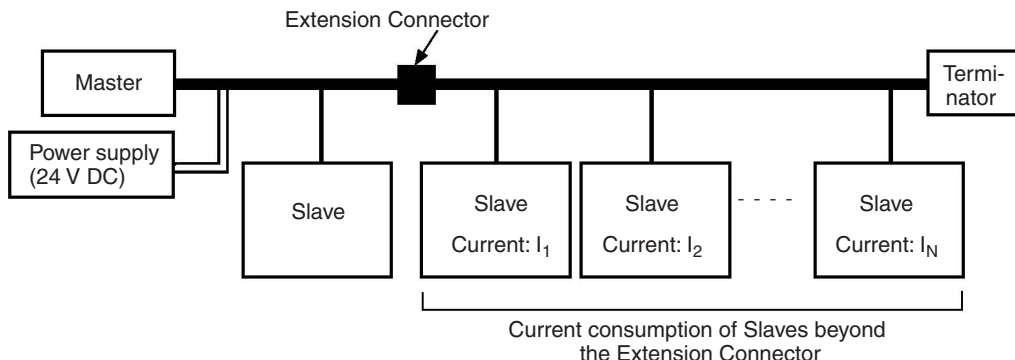 Extension Connector
Master
Termi-
nator
Power supply
(24 V DC)
Slave
Slave
Current: I1
Slave
Current: I2
Slave
Current: IN
Current consumption of Slaves beyond
the Extension Connector